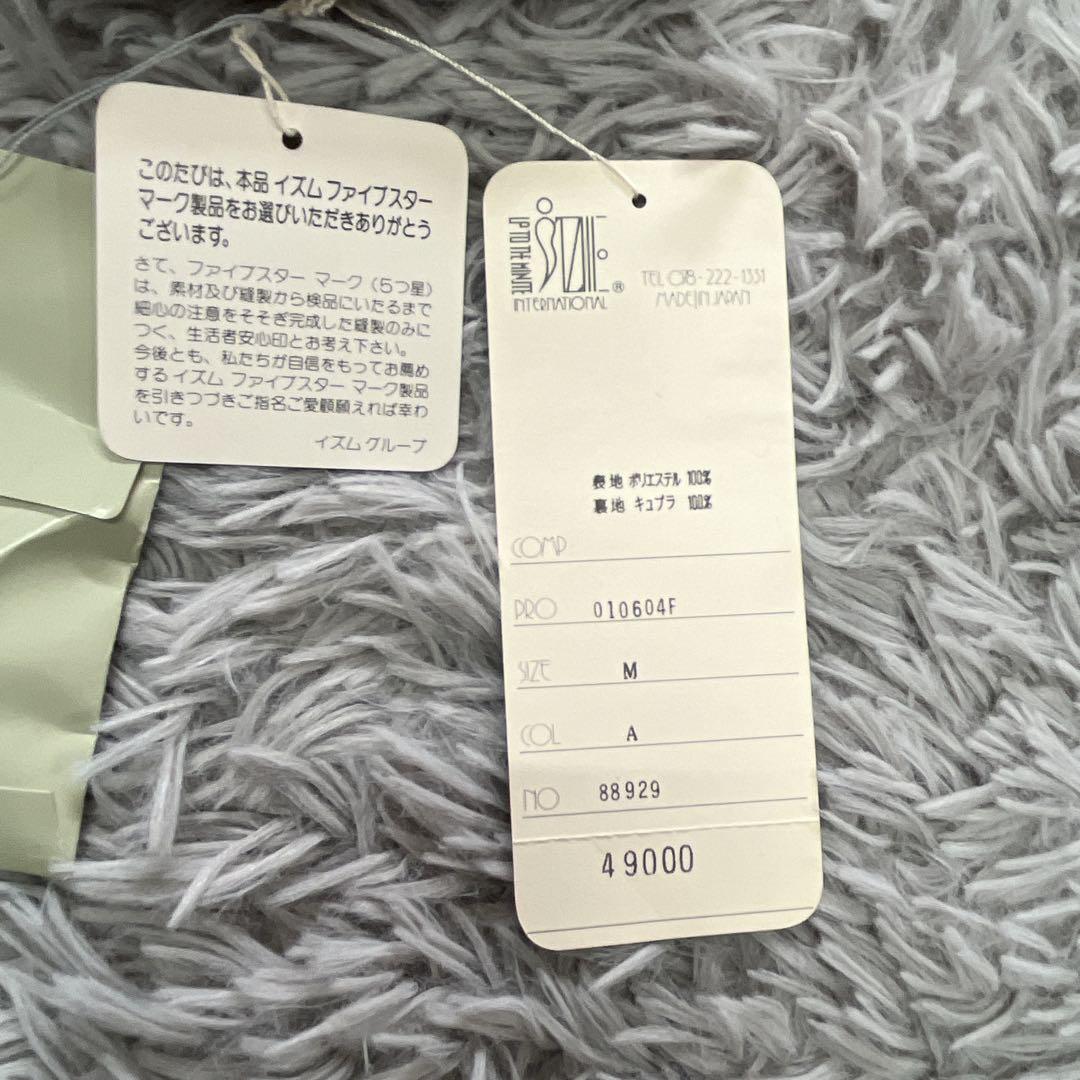 このたびは、本品 イズム ファイブスター
マーク製品をお選びいただきありがとう
ございます。
さて、ファイブスター マーク（5つ星）
は、素材及び縫製から検品にいたるまで
細心の注意をそそぎ完成した縫製のみに
つく、生活者安心印とお考え下さい。
今後とも、私たちが自信をもってお薦め
する イズム ファイブスター マーク製品
を引きつづきご指名ご愛顧願えれば幸わ
いです。
イズム グループ
UP TO THE MINUTE
INTERNATIONAL ®
TEL 078-222-1331
MADE IN JAPAN
表地 ポリエステル 100%
裏地 キュプラ 100%
COMP
PRO 010604F
SIZE M
COL A
NO 88929
49000